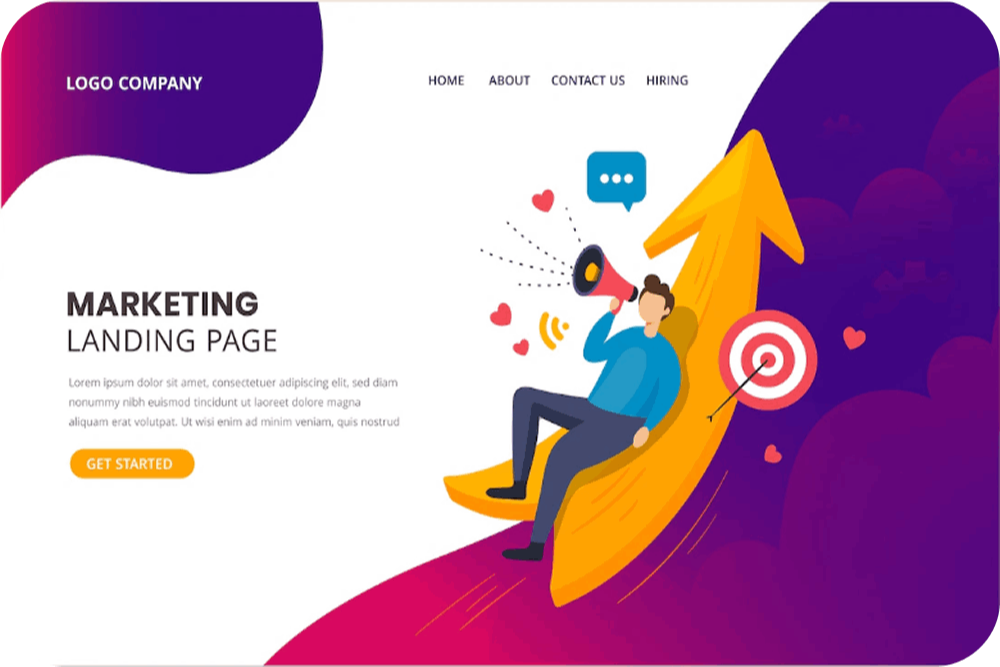 LOGO COMPANY
HOME ABOUT CONTACT US HIRING
MARKETING
LANDING PAGE
Lorem ipsum dolor sit amet, consectetuer adipiscing elit, sed diam
nonummy nibh euismod tincidunt ut laoreet dolore magna
aliquam erat volutpat. Ut wisi enim ad minim veniam, quis nostrud
GET STARTED